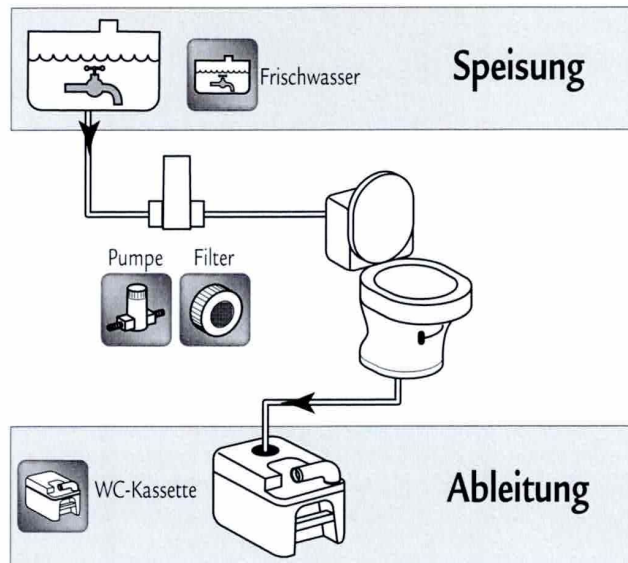 Speisung
Frischwasser
Pumpe Filter
WC-Kassette
Ableitung